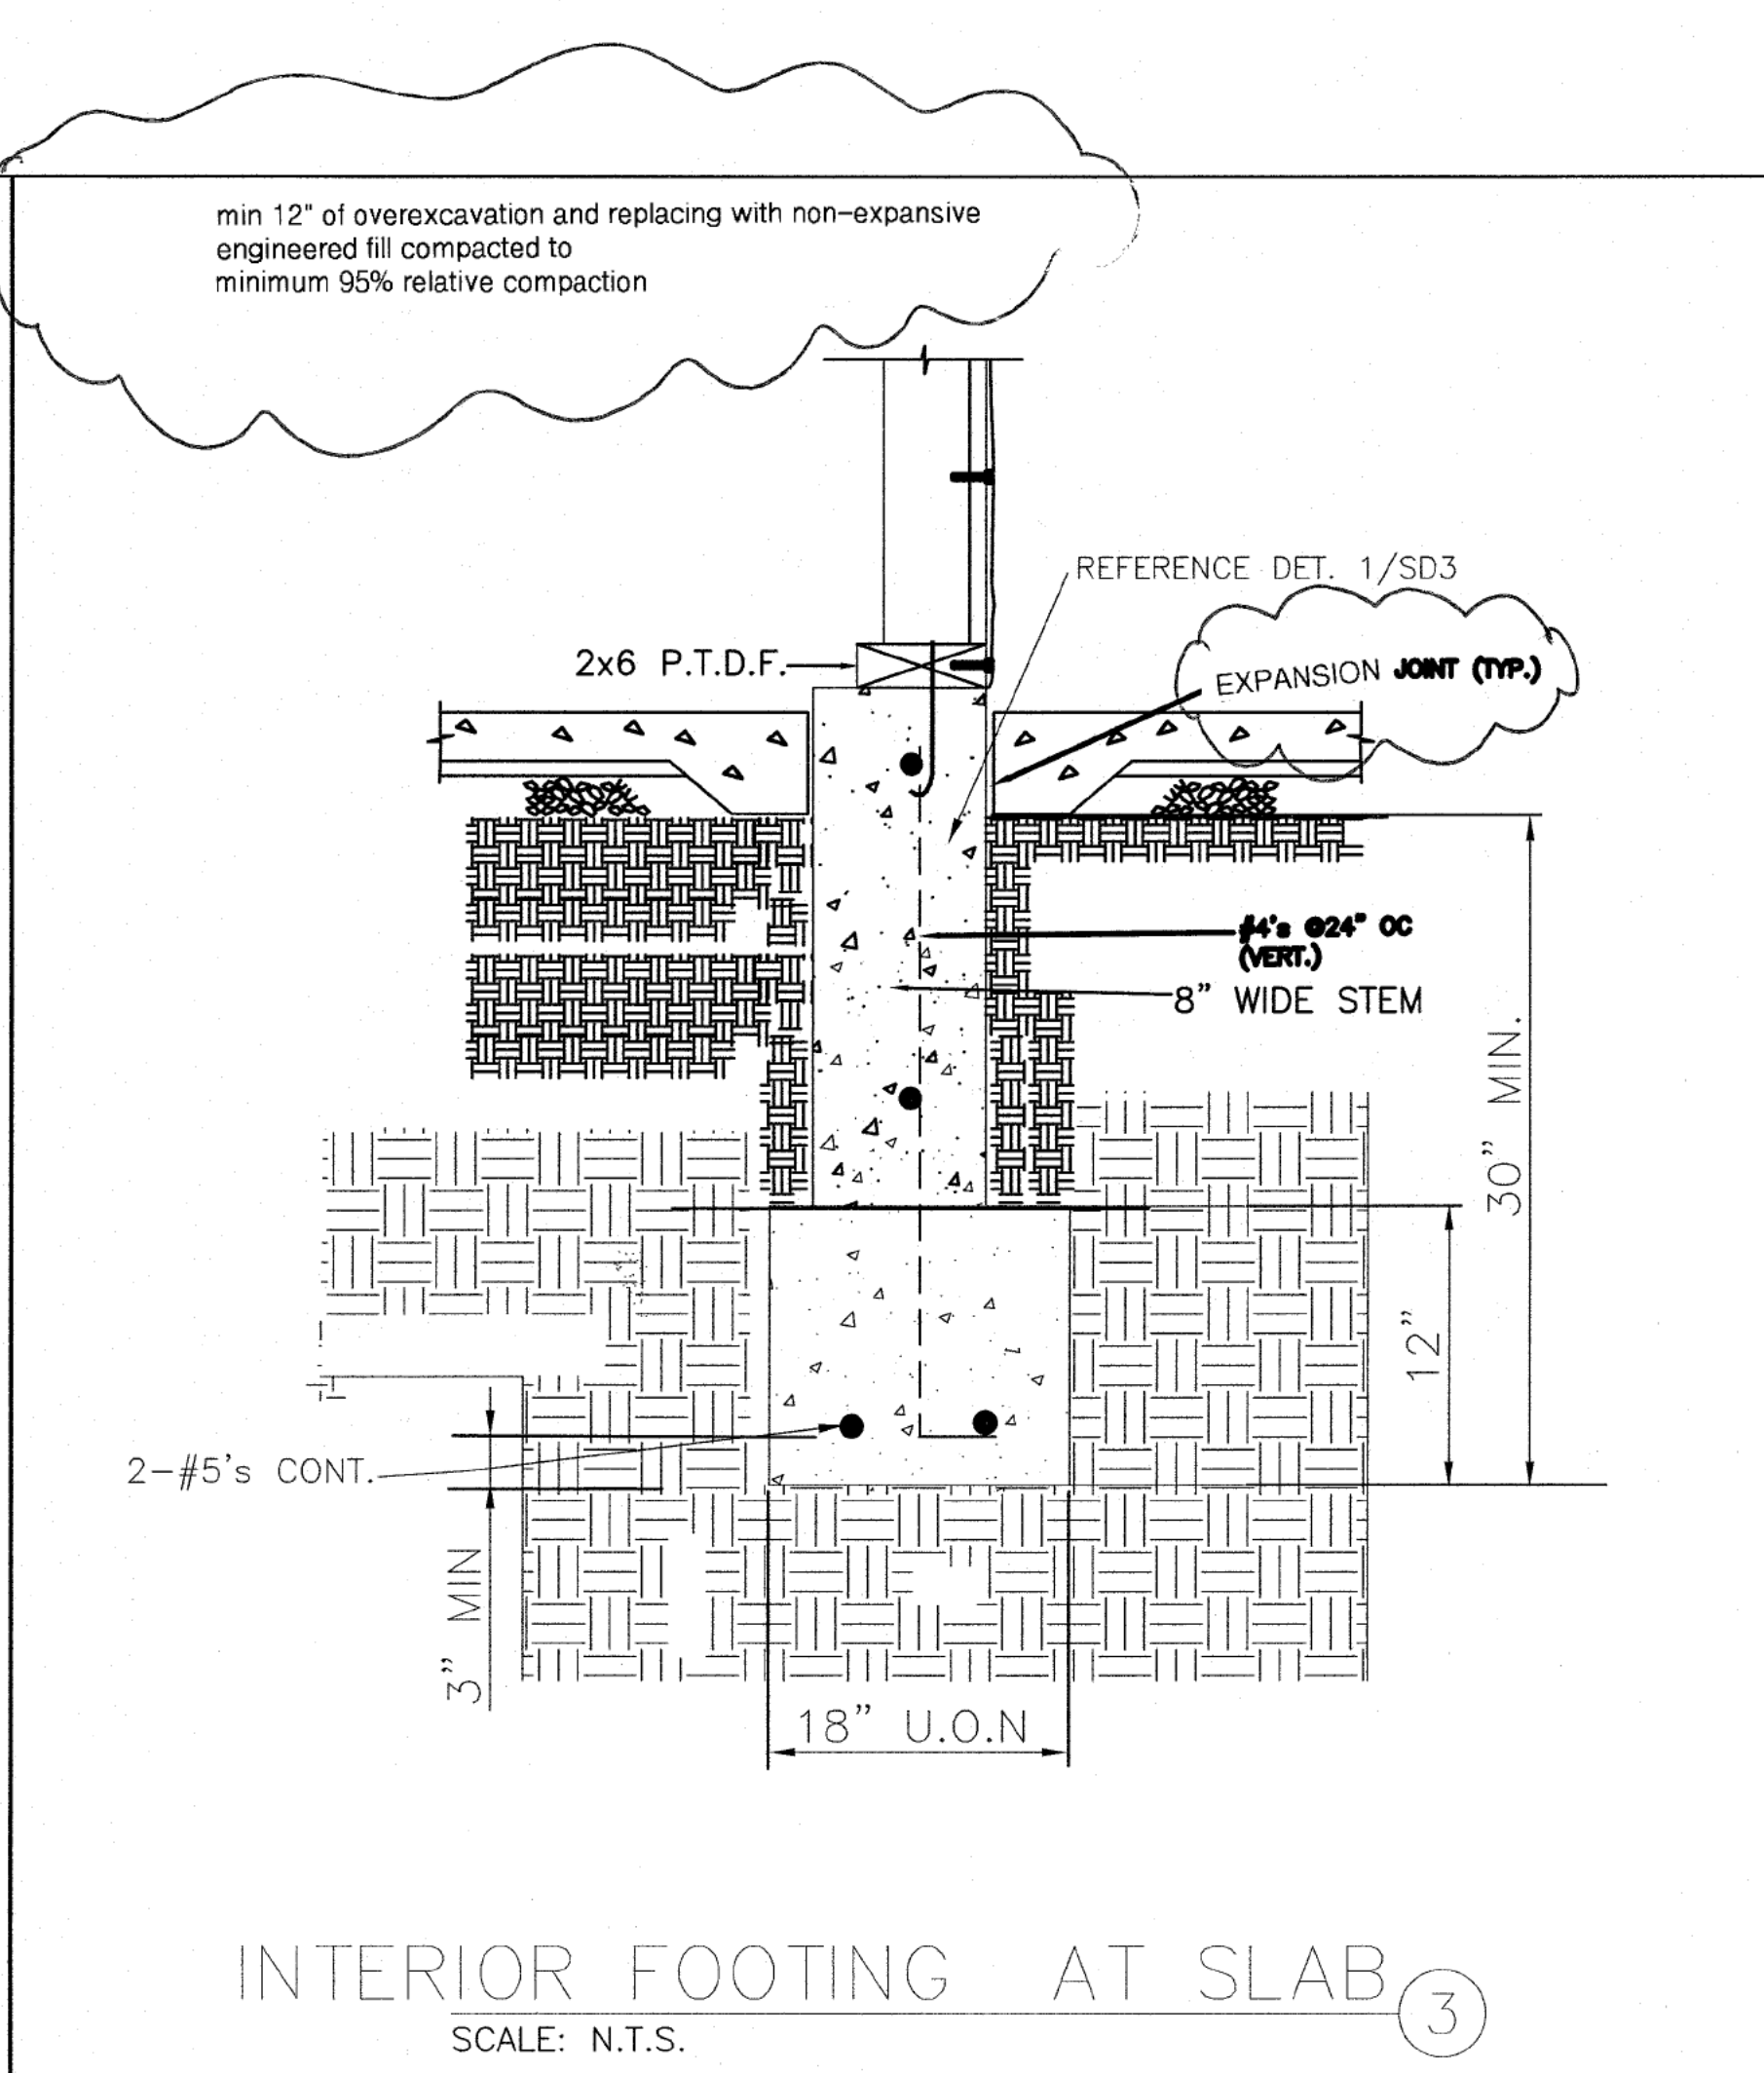 min 12" of overexcavation and replacing with non-expansive
engineered fill compacted to
minimum 95% relative compaction
REFERENCE DET. 1/SD3
2x6 P.T.D.F.
EXPANSION JOINT (TYP.)
#4's @24" OC
(VERT.)
8" WIDE STEM
30" MIN.
12"
2-#5's CONT.
3" MIN
18" U.O.N
INTERIOR FOOTING AT SLAB
3
SCALE: N.T.S.